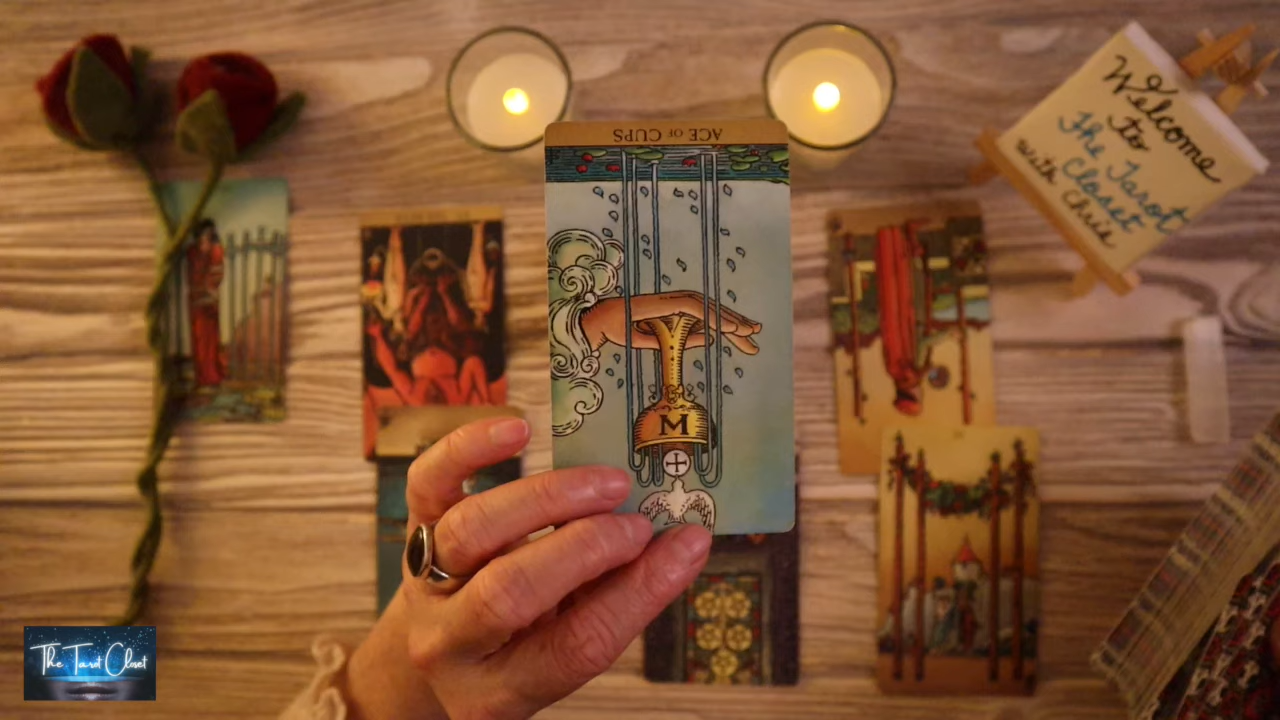 ACE OF CUPS
M
Welcome
to
The Tarot
Closet
with Chris
The Tarot Closet